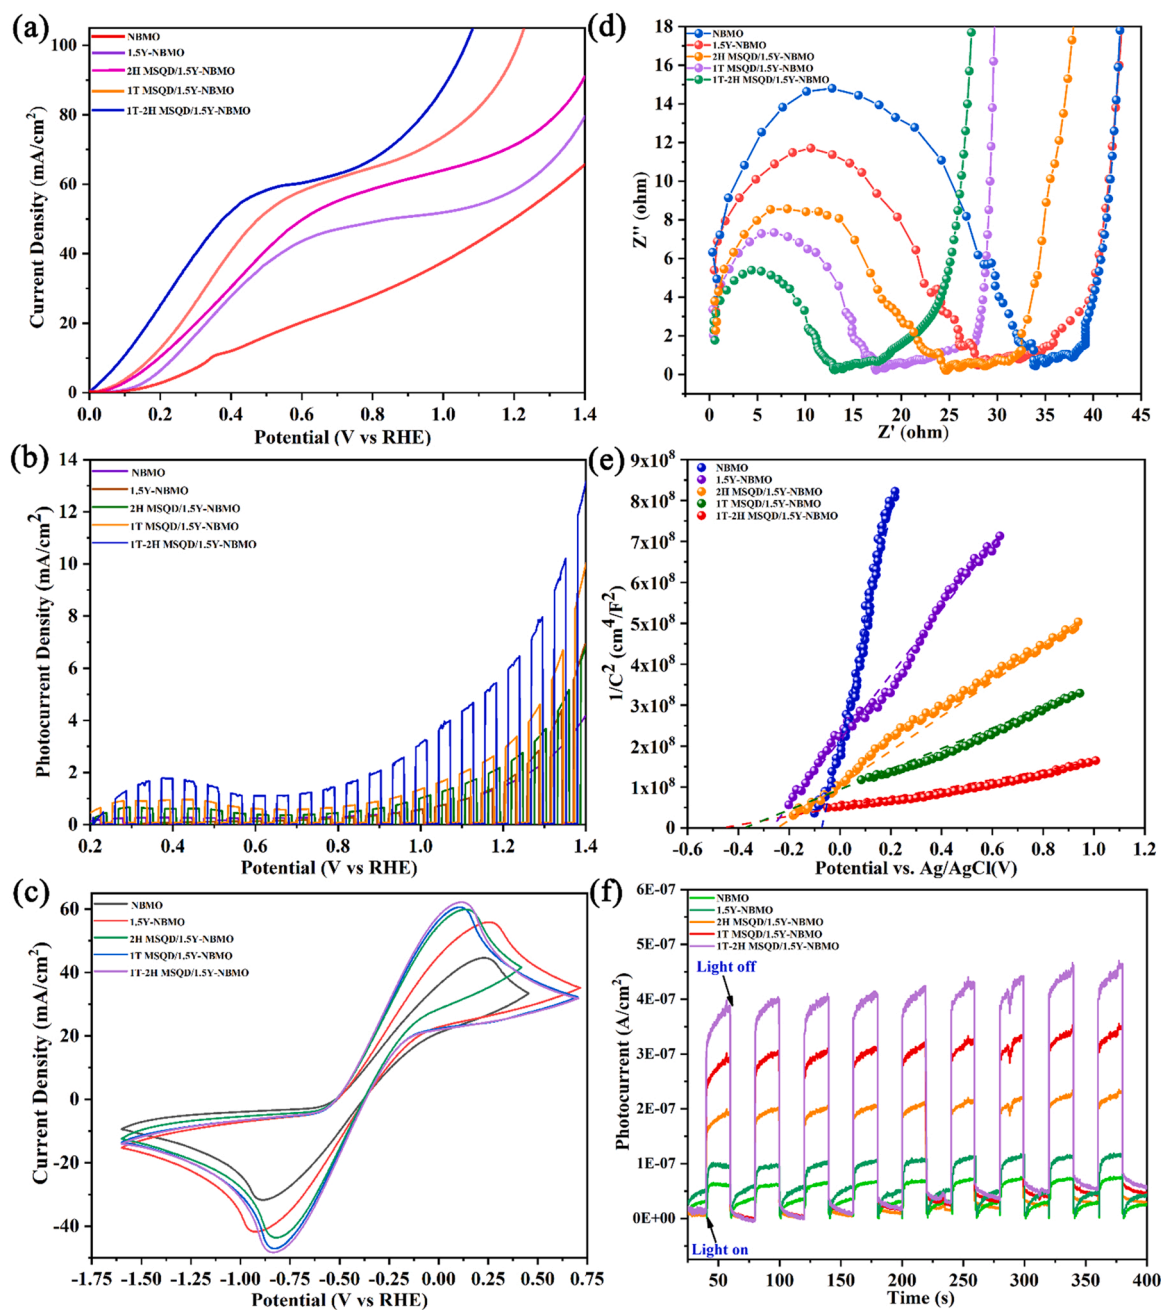 (a)
NBMO
1.5Y-NBMO
2H MSQD/1.5Y-NBMO
1T MSQD/1.5Y-NBMO
1T-2H MSQD/1.5Y-NBMO
100
80
60
40
20
0
Current Density (mA/cm²)
0.0 0.2 0.4 0.6 0.8 1.0 1.2 1.4
Potential (V vs RHE)
(d)
NBMO
1.5Y-NBMO
2H MSQD/1.5Y-NBMO
1T MSQD/1.5Y-NBMO
1T-2H MSQD/1.5Y-NBMO
18
16
14
12
10
8
6
4
2
0
Z'' (ohm)
0 5 10 15 20 25 30 35 40 45
Z' (ohm)
(b)
NBMO
1.5Y-NBMO
2H MSQD/1.5Y-NBMO
1T MSQD/1.5Y-NBMO
1T-2H MSQD/1.5Y-NBMO
14
12
10
8
6
4
2
0
Photocurrent Density (mA/cm²)
0.2 0.4 0.6 0.8 1.0 1.2 1.4
Potential (V vs RHE)
(e)
NBMO
1.5Y-NBMO
2H MSQD/1.5Y-NBMO
1T MSQD/1.5Y-NBMO
1T-2H MSQD/1.5Y-NBMO
9x10⁸
8x10⁸
7x10⁸
6x10⁸
5x10⁸
4x10⁸
3x10⁸
2x10⁸
1x10⁸
0
1/C² (cm⁴/F²)
-0.6 -0.4 -0.2 0.0 0.2 0.4 0.6 0.8 1.0 1.2
Potential vs. Ag/AgCl(V)
(c)
NBMO
1.5Y-NBMO
2H MSQD/1.5Y-NBMO
1T MSQD/1.5Y-NBMO
1T-2H MSQD/1.5Y-NBMO
60
40
20
0
-20
-40
Current Density (mA/cm²)
-1.75 -1.25 -1.00 -0.75 -0.50 -0.25 0.00 0.25 0.50 0.75
Potential (V vs RHE)
(f)
NBMO
1.5Y-NBMO
2H MSQD/1.5Y-NBMO
1T MSQD/1.5Y-NBMO
1T-2H MSQD/1.5Y-NBMO
Light off
Light on
6E-07
5E-07
4E-07
3E-07
2E-07
1E-07
0E+00
Photocurrent (A/cm²)
50 100 150 200 250 300 350 400
Time (s)